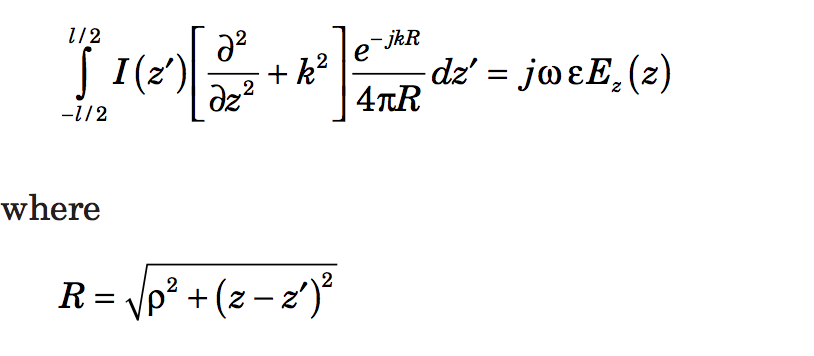 ∫_{−l/2}^{l/2} I(z′)[∂²/∂z² + k²] e^{−jkR}/4πR dz′ = jωεE_z(z)
where
R = √(ρ² + (z − z′)²)